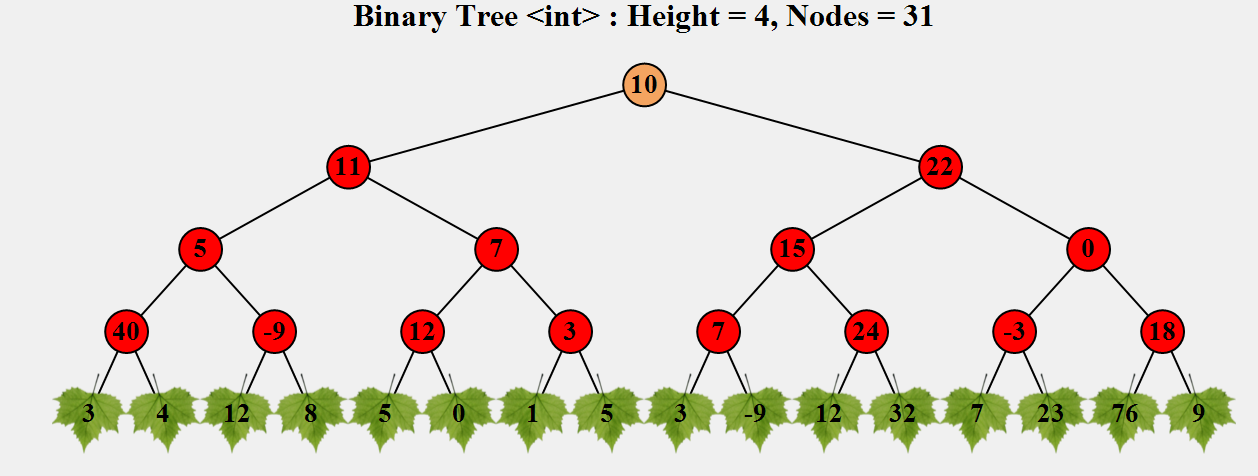 Binary Tree <int> : Height = 4, Nodes = 31
10
11 22
5 7 15 0
40 -9 12 3 7 24 -3 18
3 4 12 8 5 0 1 5 3 -9 12 32 7 23 76 9